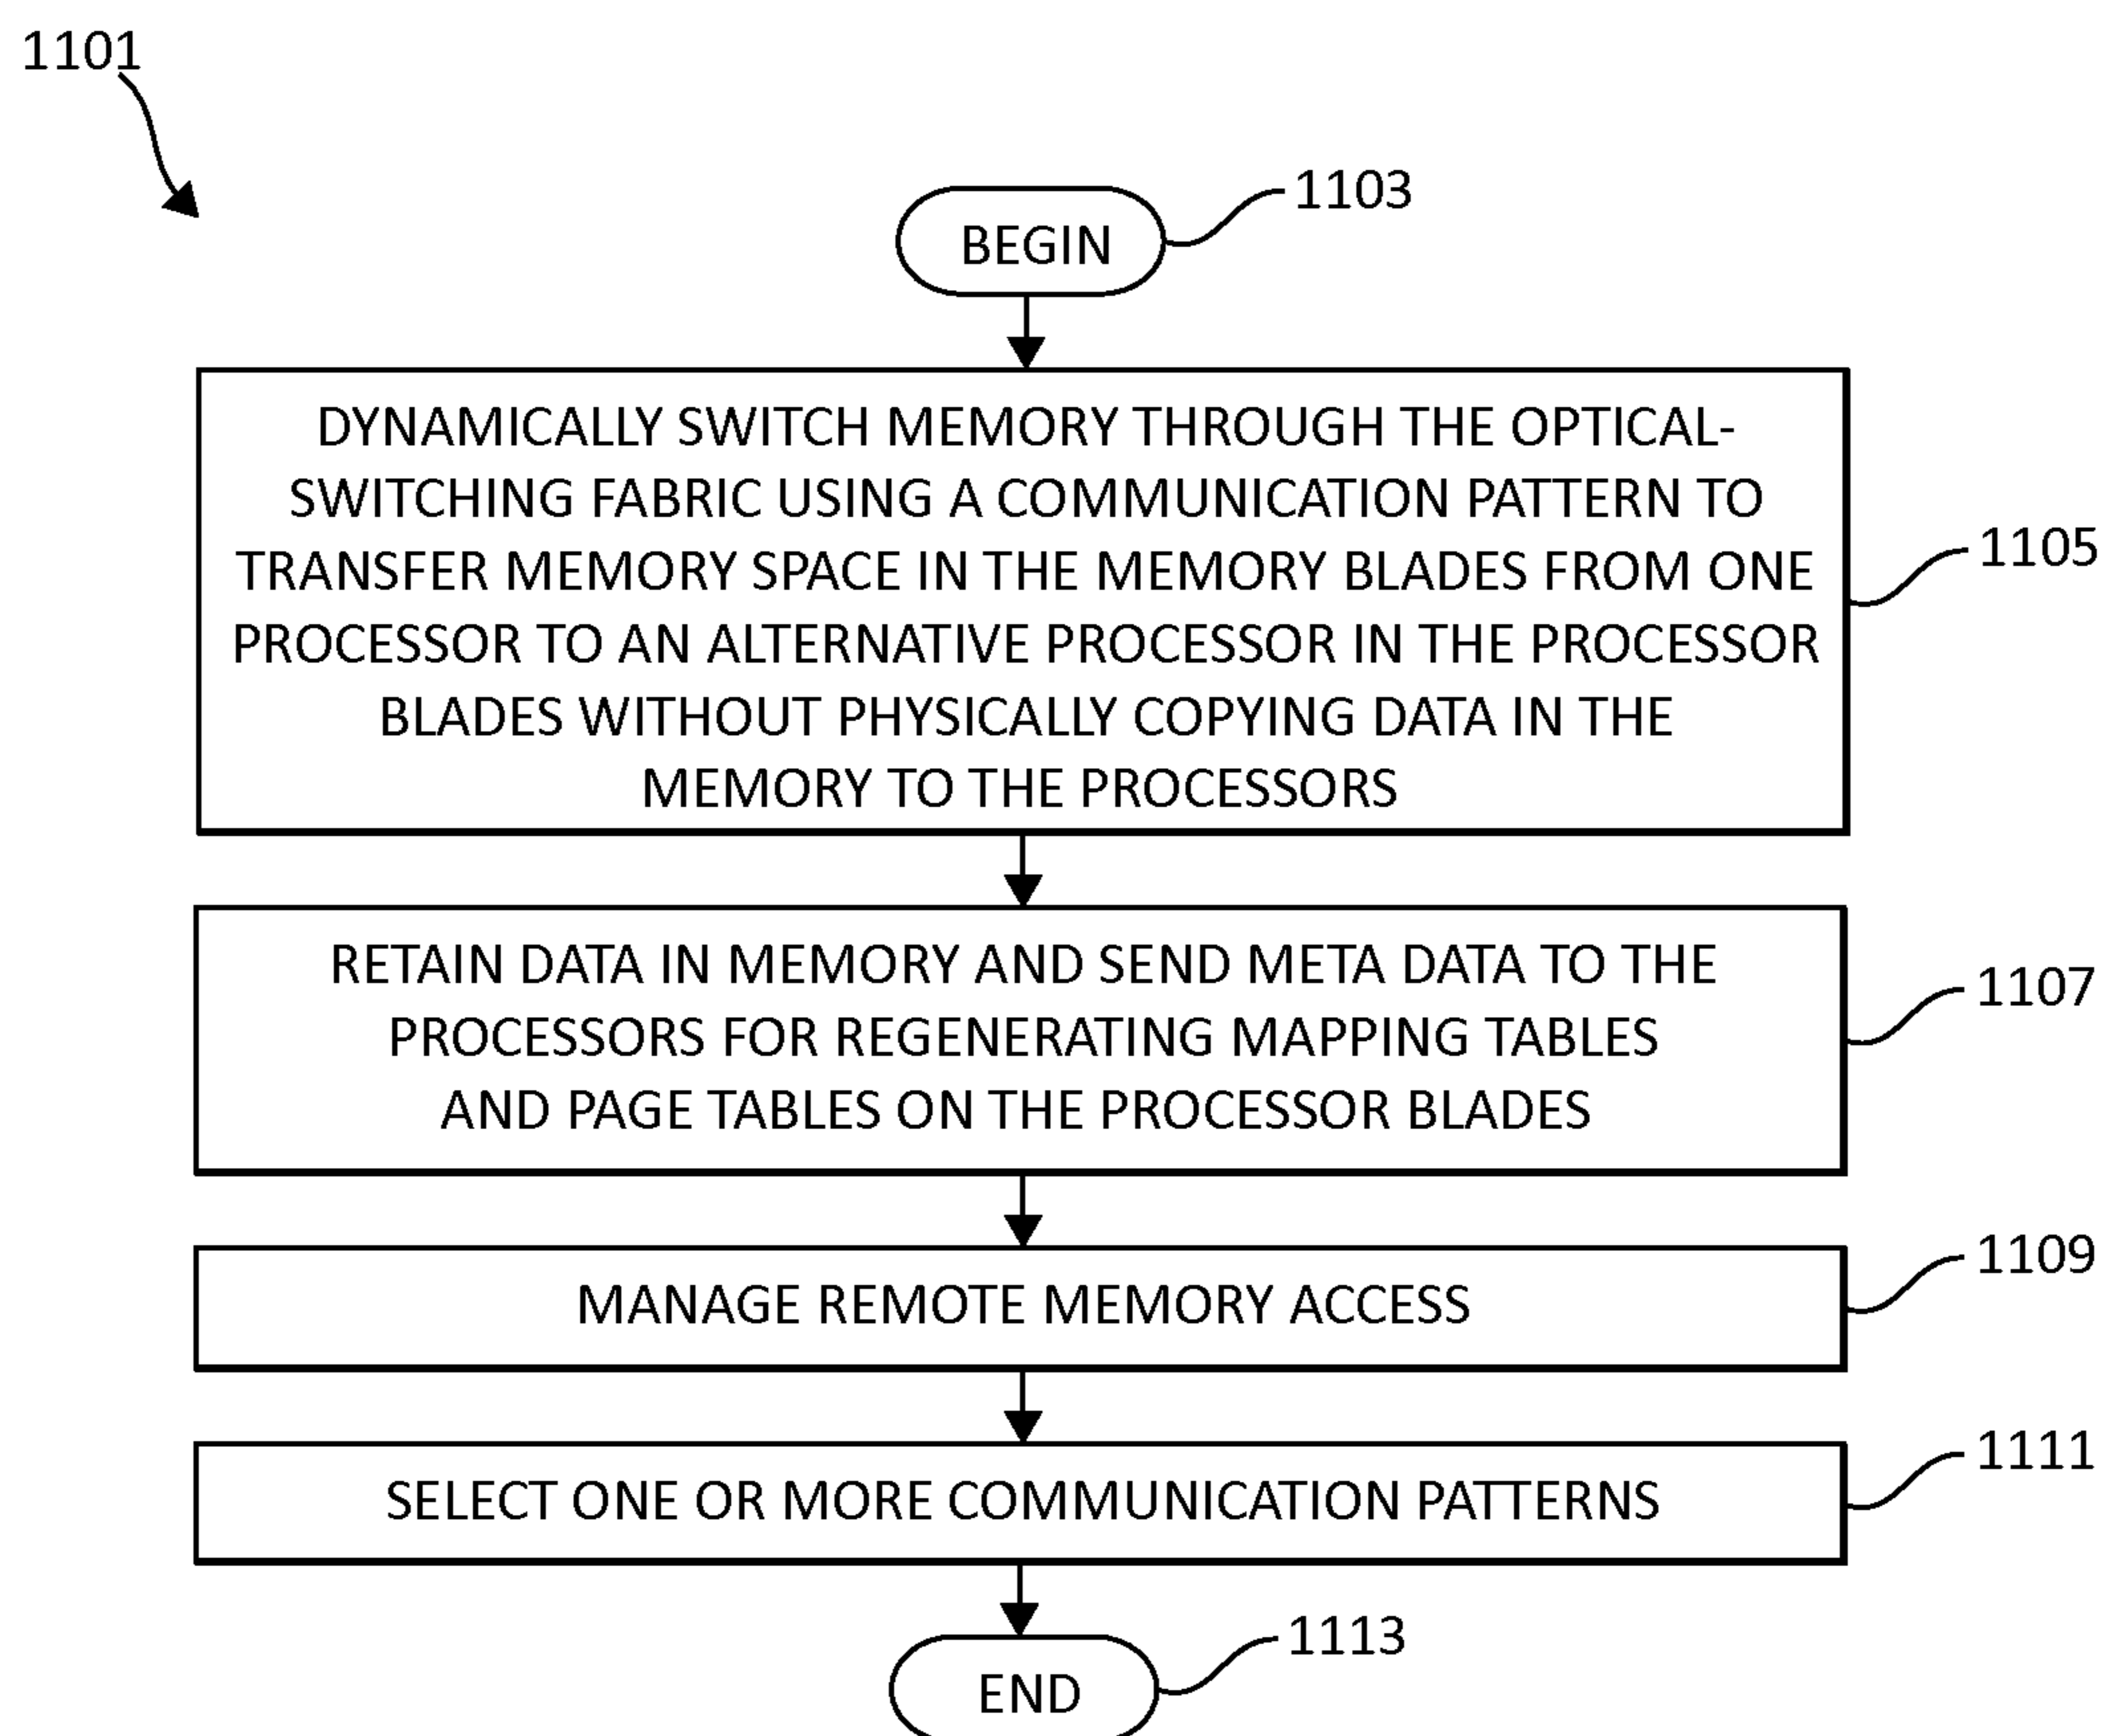 1101
1103
BEGIN
DYNAMICALLY SWITCH MEMORY THROUGH THE OPTICAL-
SWITCHING FABRIC USING A COMMUNICATION PATTERN TO
TRANSFER MEMORY SPACE IN THE MEMORY BLADES FROM ONE
PROCESSOR TO AN ALTERNATIVE PROCESSOR IN THE PROCESSOR
BLADES WITHOUT PHYSICALLY COPYING DATA IN THE
MEMORY TO THE PROCESSORS
1105
RETAIN DATA IN MEMORY AND SEND META DATA TO THE
PROCESSORS FOR REGENERATING MAPPING TABLES
AND PAGE TABLES ON THE PROCESSOR BLADES
1107
MANAGE REMOTE MEMORY ACCESS
1109
SELECT ONE OR MORE COMMUNICATION PATTERNS
1111
1113
END